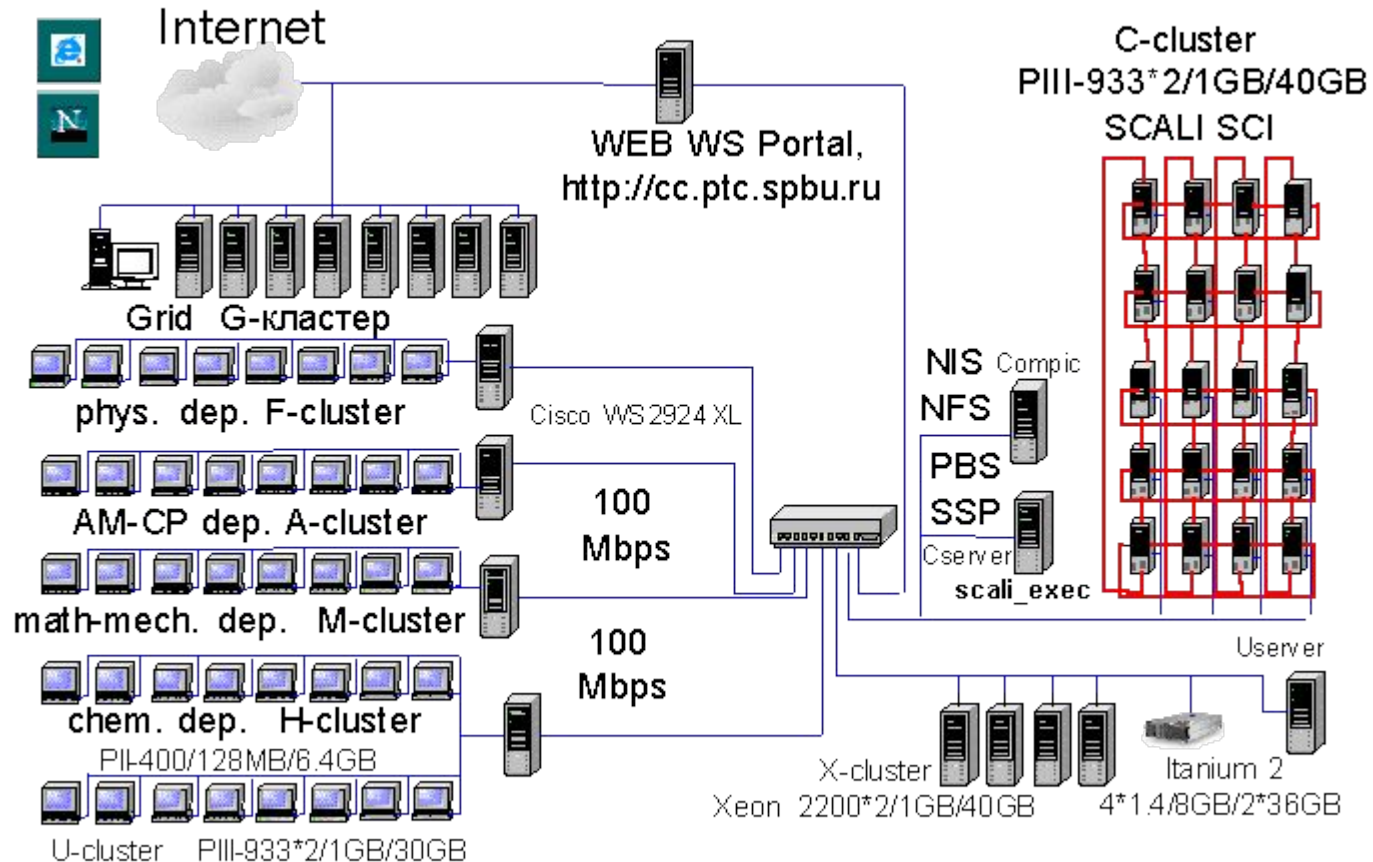 Internet
N
WEB WS Portal,
http://cc.ptc.spbu.ru
C-cluster
PIII-933*2/1GB/40GB
SCALI SCI
Grid G-кластер
phys. dep. F-cluster
Cisco WS2924 XL
AM-CP dep. A-cluster
100
Mbps
math-mech. dep. M-cluster
100
Mbps
chem. dep. H-cluster
PII-400/128MB/6.4GB
U-cluster PIII-933*2/1GB/30GB
NIS Compic
NFS
PBS
SSP
Cserver
scali_exec
Userver
X-cluster
Xeon 2200*2/1GB/40GB
Itanium 2
4*1.4/8GB/2*36GB